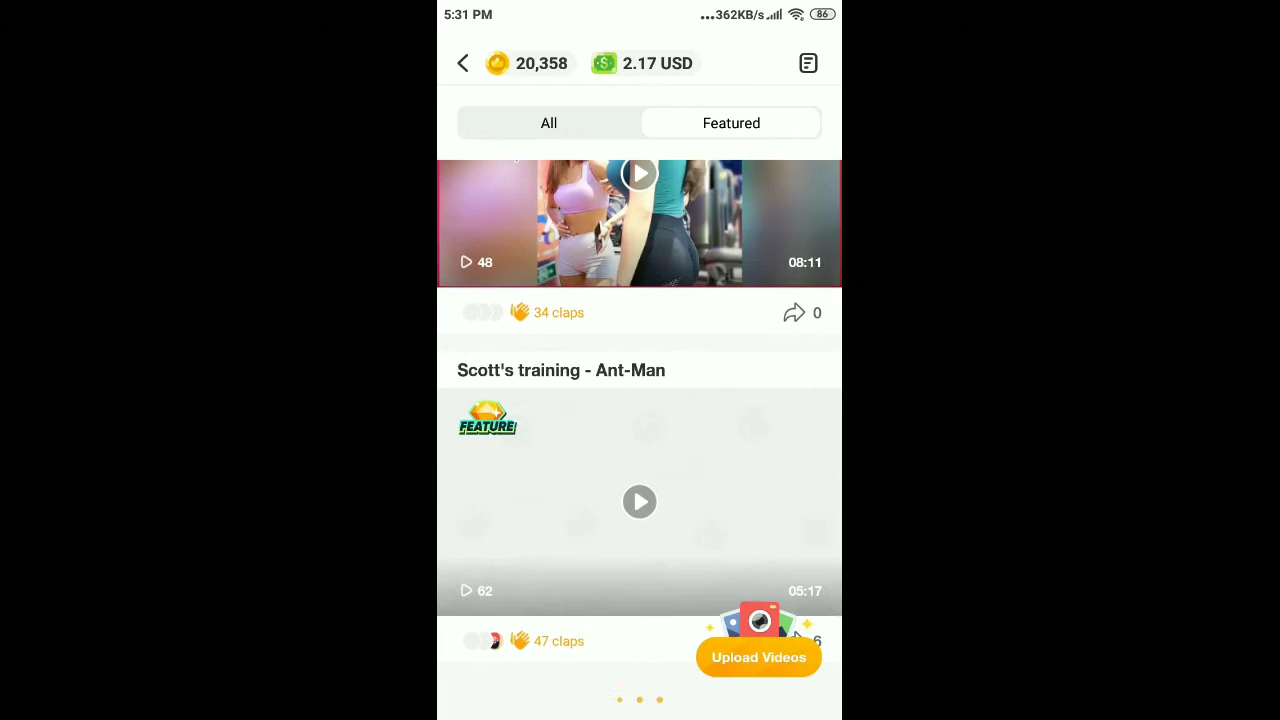 5:31 PM ...362KB/s 86
20,358 2.17 USD
All Featured
48 08:11
34 claps 0
Scott's training - Ant-Man
FEATURE
62 05:17
47 claps 6
Upload Videos